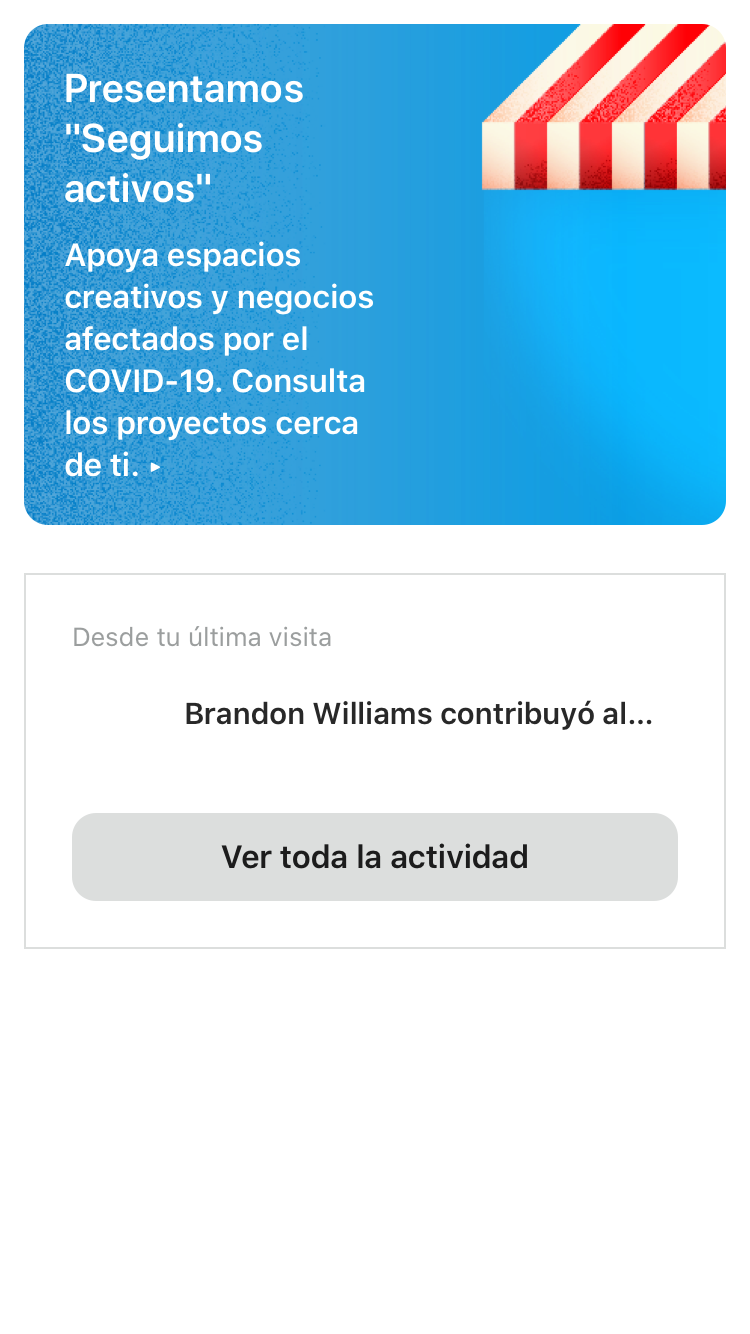 Presentamos
"Seguimos
activos"
Apoya espacios
creativos y negocios
afectados por el
COVID-19. Consulta
los proyectos cerca
de ti. ▸
Desde tu última visita
Brandon Williams contribuyó al...
Ver toda la actividad